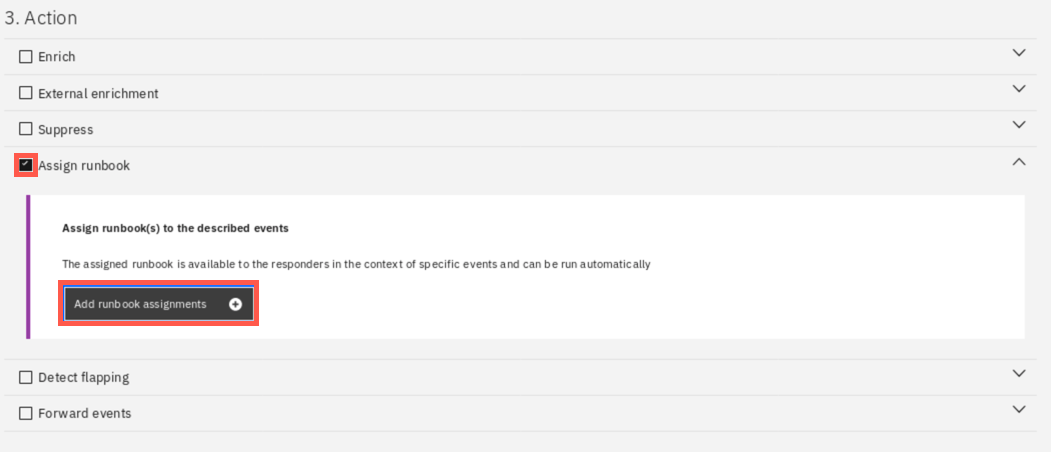 3. Action
Enrich
External enrichment
Suppress
Assign runbook
Assign runbook(s) to the described events
The assigned runbook is available to the responders in the context of specific events and can be run automatically
Add runbook assignments
Detect flapping
Forward events